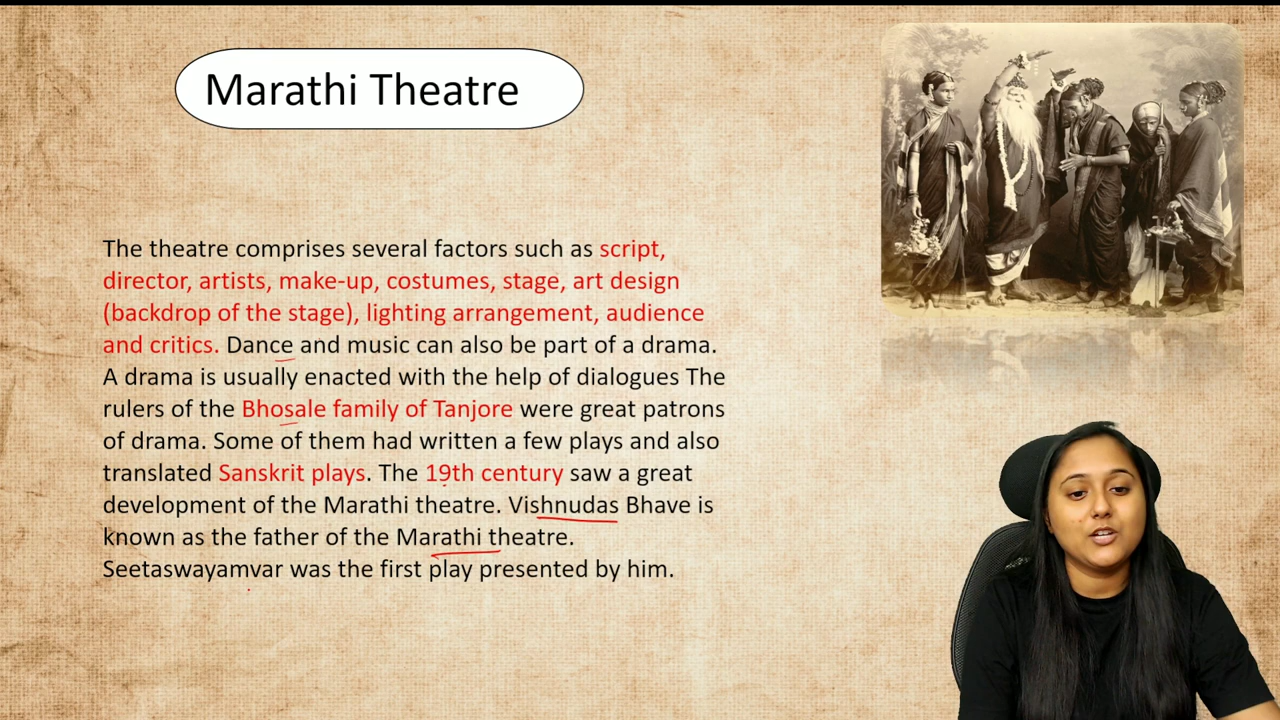 Marathi Theatre
The theatre comprises several factors such as script,
director, artists, make-up, costumes, stage, art design
(backdrop of the stage), lighting arrangement, audience
and critics. Dance and music can also be part of a drama.
A drama is usually enacted with the help of dialogues The
rulers of the Bhosale family of Tanjore were great patrons
of drama. Some of them had written a few plays and also
translated Sanskrit plays. The 19th century saw a great
development of the Marathi theatre. Vishnudas Bhave is
known as the father of the Marathi theatre.
Seetaswayamvar was the first play presented by him.